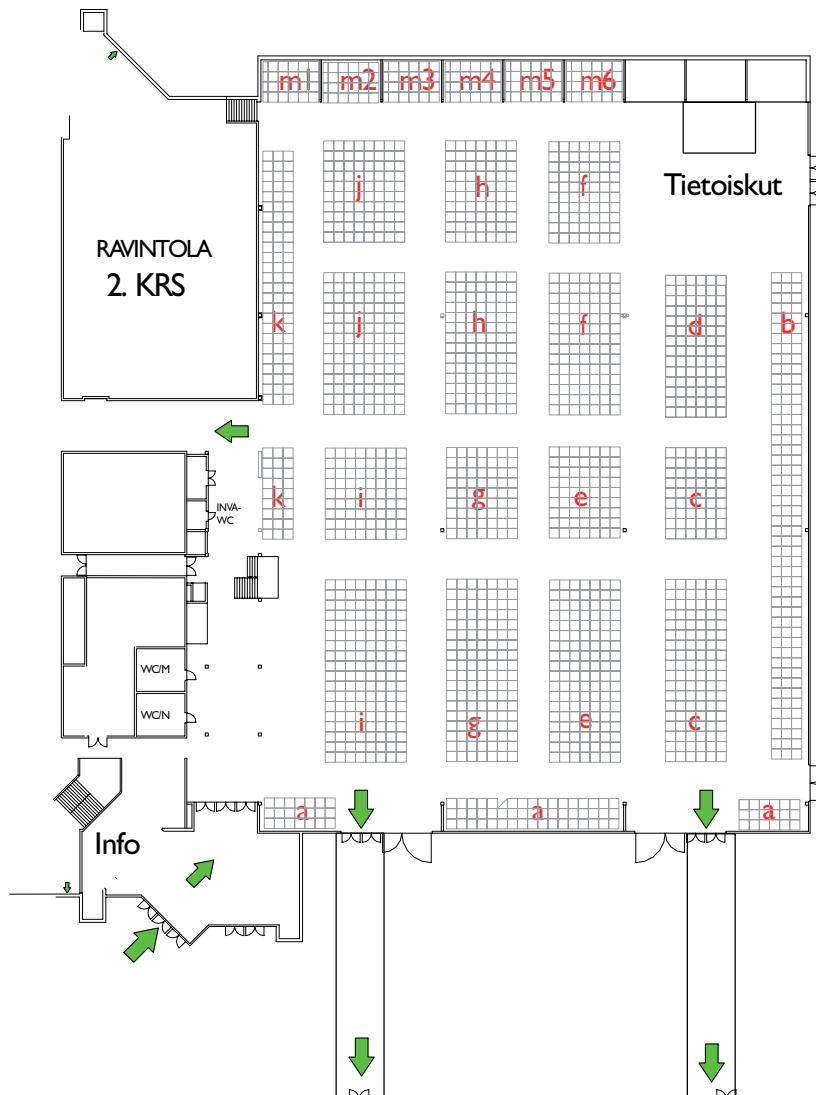 m1 m2 m3 m4 m5 m6
j h f
Tietoiskut
RAVINTOLA
2. KRS
k j h f d b
k i g e c
INVA-
WC
WC/M
WC/N
i g e c
a a a
Info